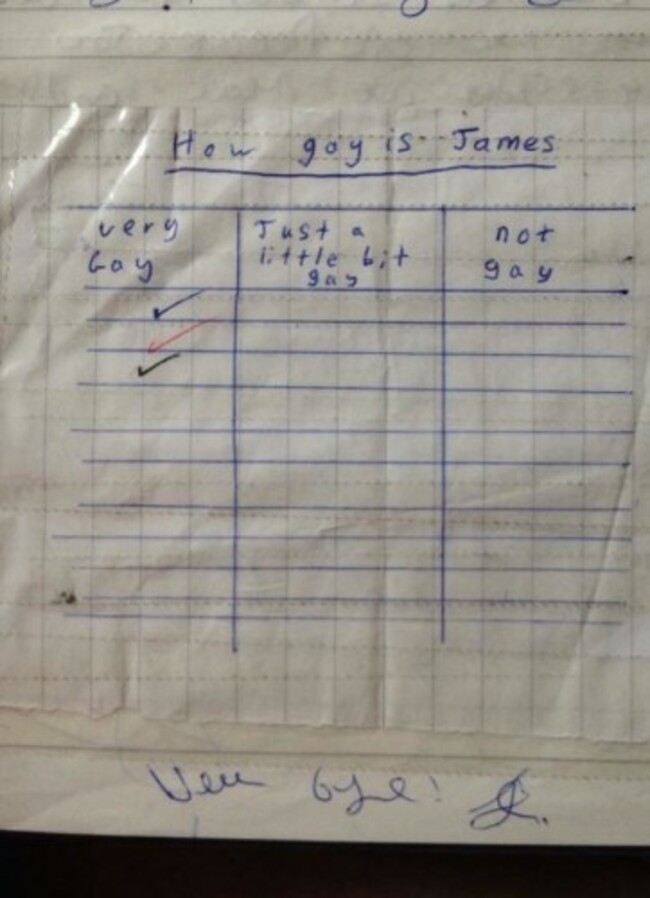 How gay is James
very
Gay
Just a
little bit
gay
not
gay